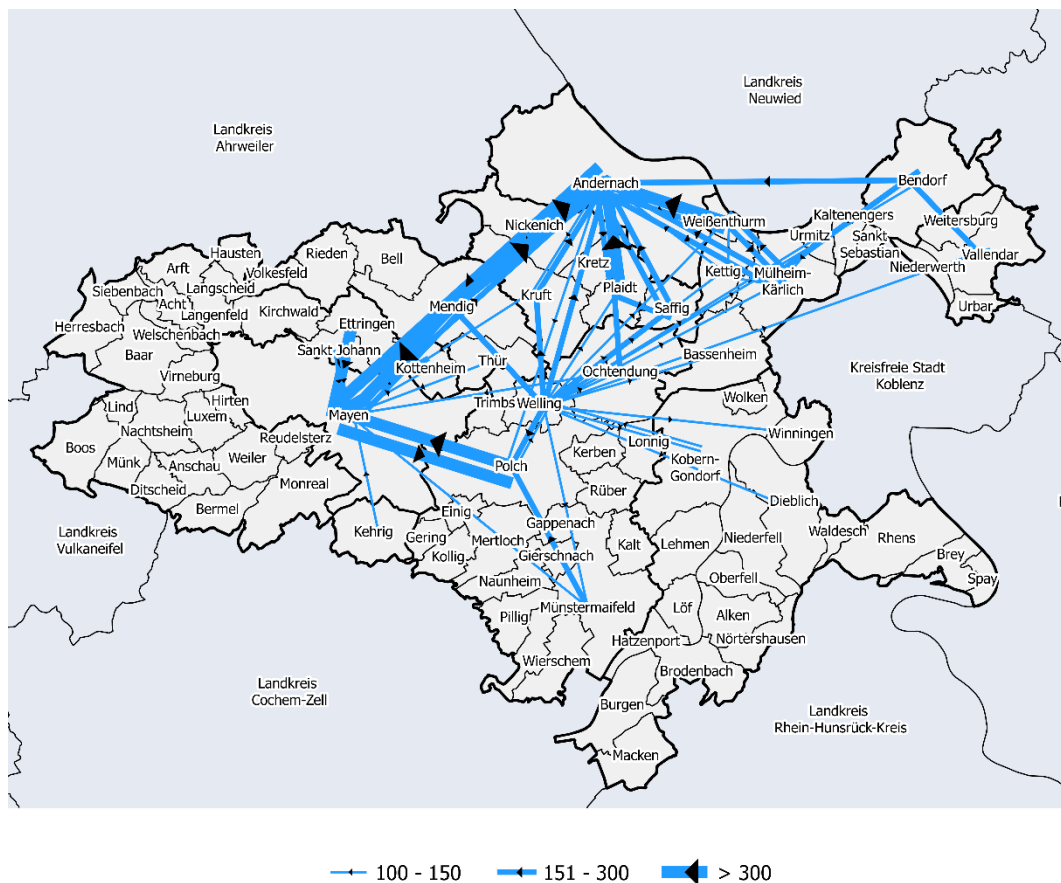 Landkreis
Neuwied
Landkreis
Ahrweiler
Andernach
Bendorf
Nickenich
Weißenthurm
Kaltenengers
Weitersburg
Urmitz
Sankt
Sebastian
Vallendar
Niederwerth
Hausten
Rieden
Bell
Arft
Volkesfeld
Kretz
Kettig
Mülheim-
Kärlich
Siebenbach
Langscheid
Acht
Kirchwald
Plaidt
Kruft
Mendig
Saffig
Urbar
Langenfeld
Herresbach
Welschenbach
Ettringen
Baar
Sankt Johann
Bassenheim
Virneburg
Kottenheim
Thür
Ochtendung
Kreisfreie Stadt
Koblenz
Hirten
Lind
Luxem
Mayen
Trimbs
Welling
Wolken
Nachtsheim
Reudelsterz
Winningen
Boos
Münk
Anschau
Weiler
Lonnig
Kobern-
Gondorf
Kerben
Polch
Ditscheid
Monreal
Rüber
Bermel
Dieblich
Einig
Gappenach
Landkreis
Vulkaneifel
Kehrig
Gering
Mertloch
Kollig
Gierschnach
Kalt
Lehmen
Niederfell
Waldesch
Rhens
Brey
Spay
Naunheim
Oberfell
Münstermaifeld
Pillig
Löf
Alken
Hatzenport
Nörtershausen
Wierschem
Brodenbach
Landkreis
Cochem-Zell
Burgen
Landkreis
Rhein-Hunsrück-Kreis
Macken
100 - 150
151 - 300
> 300